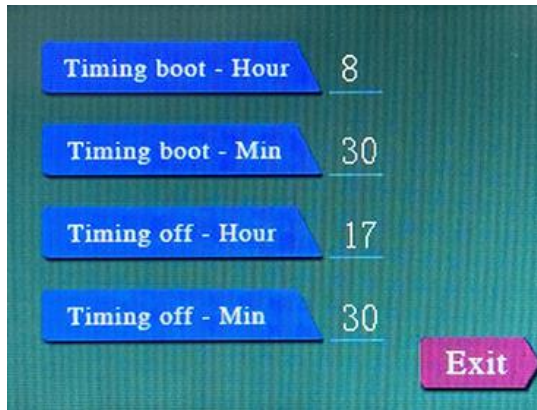 Timing boot - Hour 8
Timing boot - Min 30
Timing off - Hour 17
Timing off - Min 30
Exit